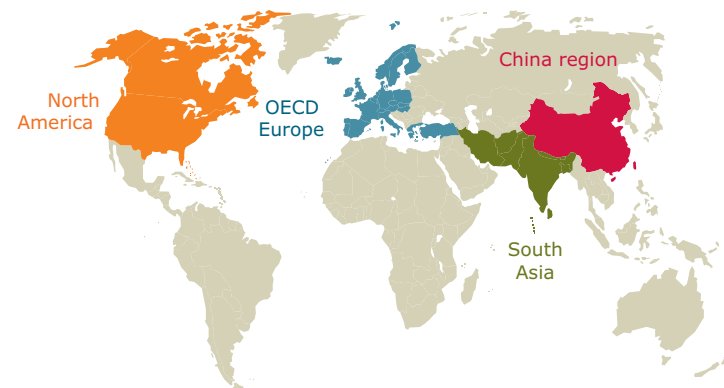 North
America
OECD
Europe
China region
South
Asia